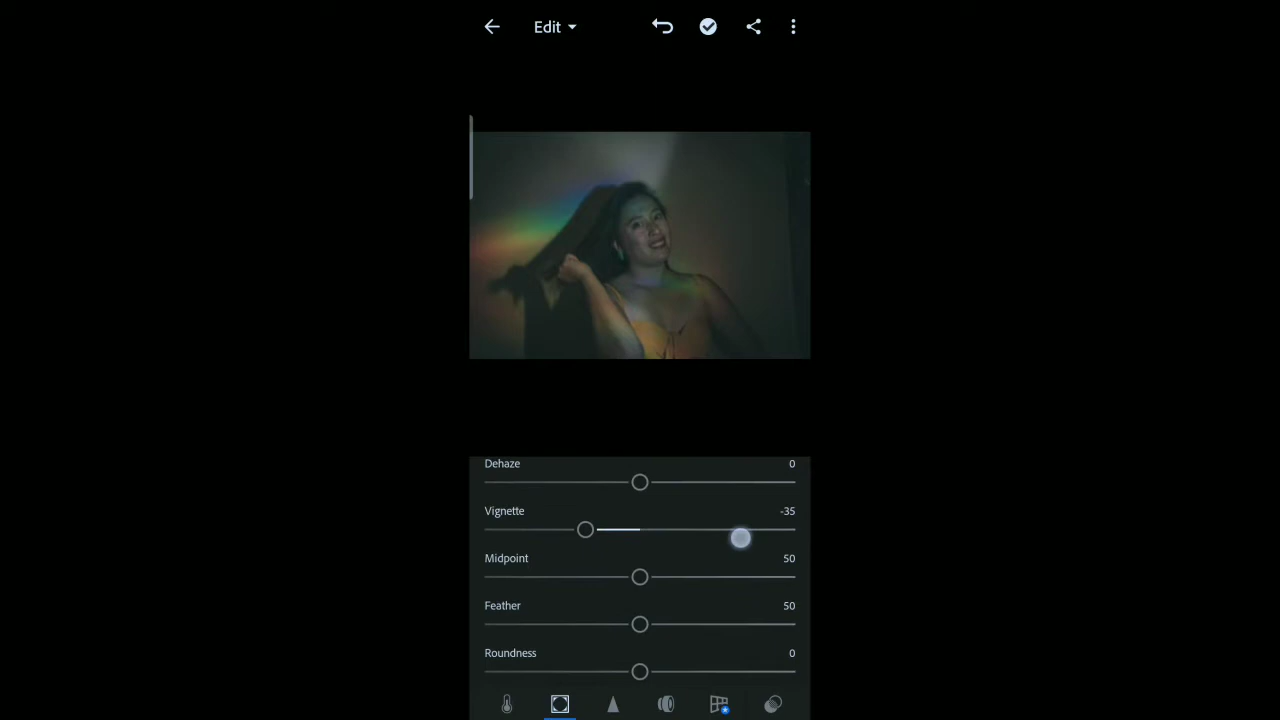 Edit
Dehaze 0
Vignette -35
Midpoint 50
Feather 50
Roundness 0